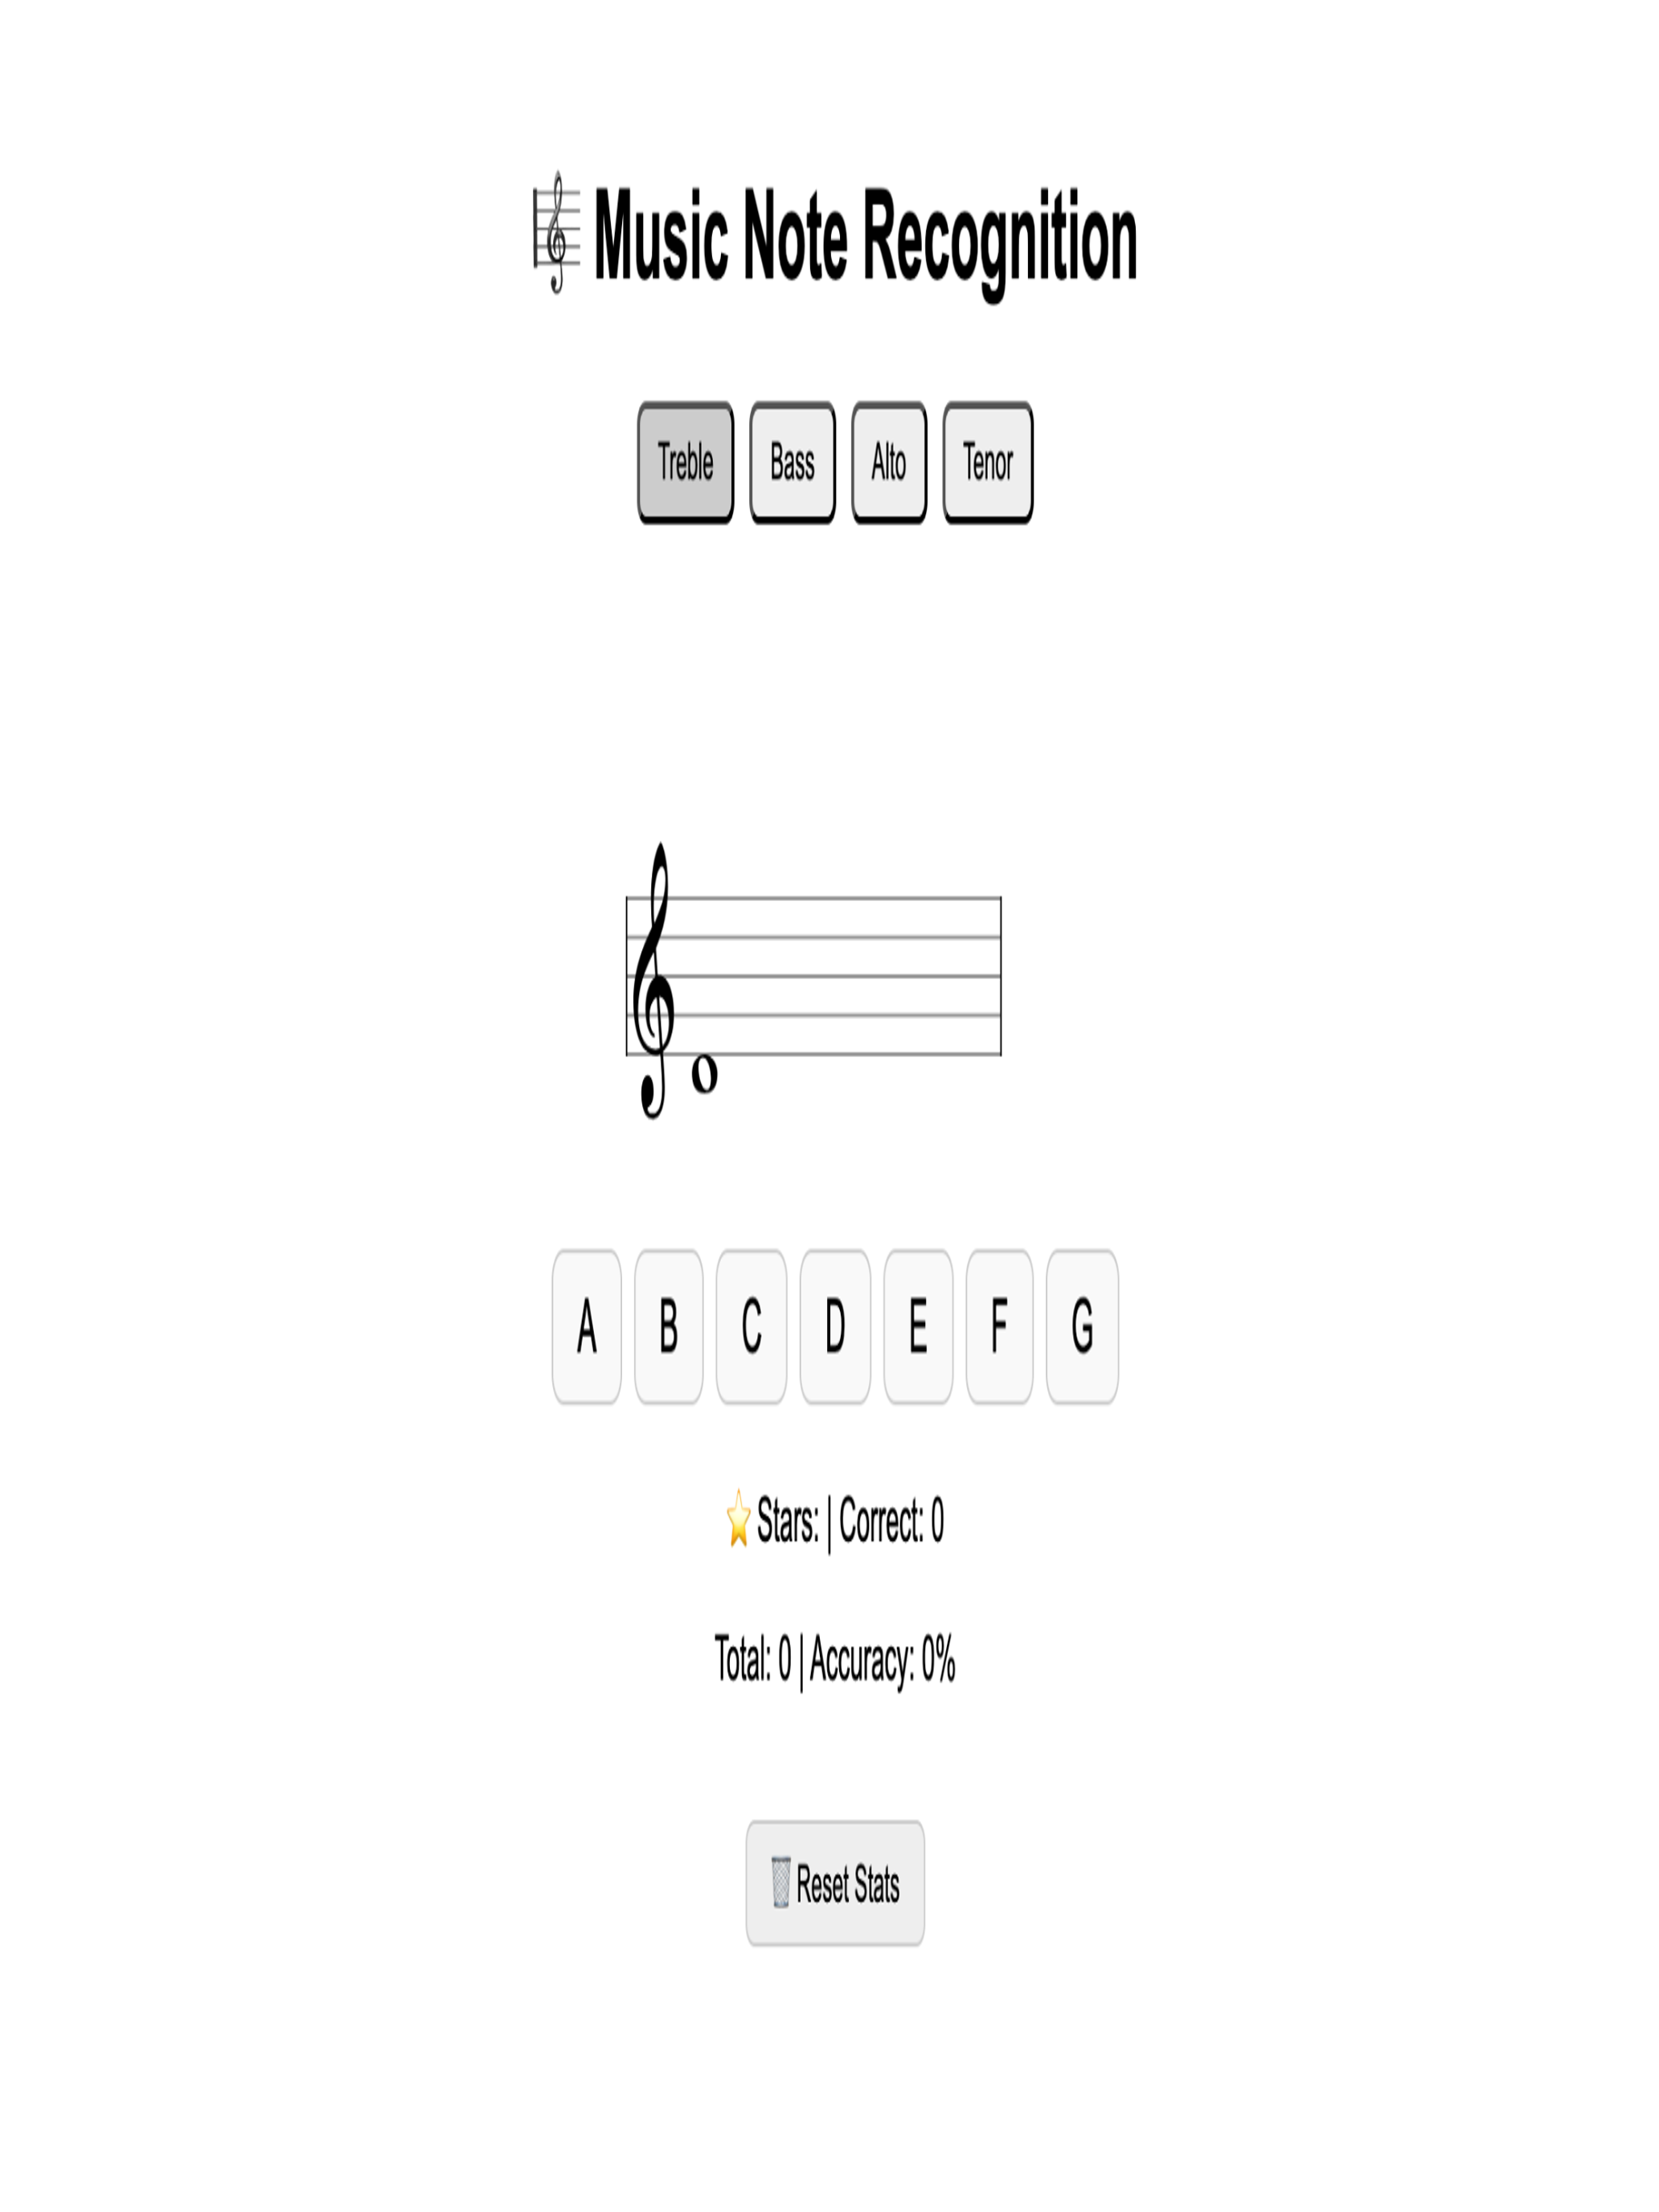 🎼 Music Note Recognition
Treble Bass Alto Tenor
A B C D E F G
⭐ Stars: | Correct: 0
Total: 0 | Accuracy: 0%
🗑️ Reset Stats